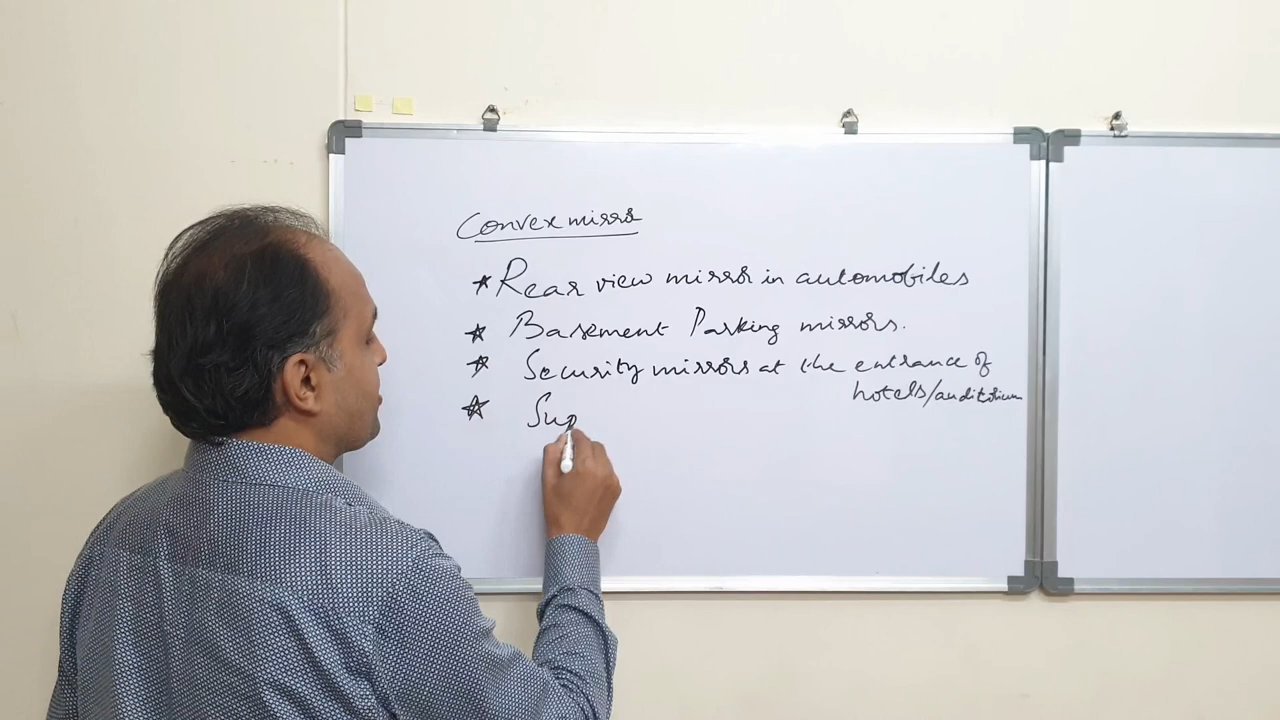 Convex mirror
* Rear view mirror in automobiles
* Basement Parking mirrors.
* Security mirrors at the entrance of
hotels/auditorium
* Sup